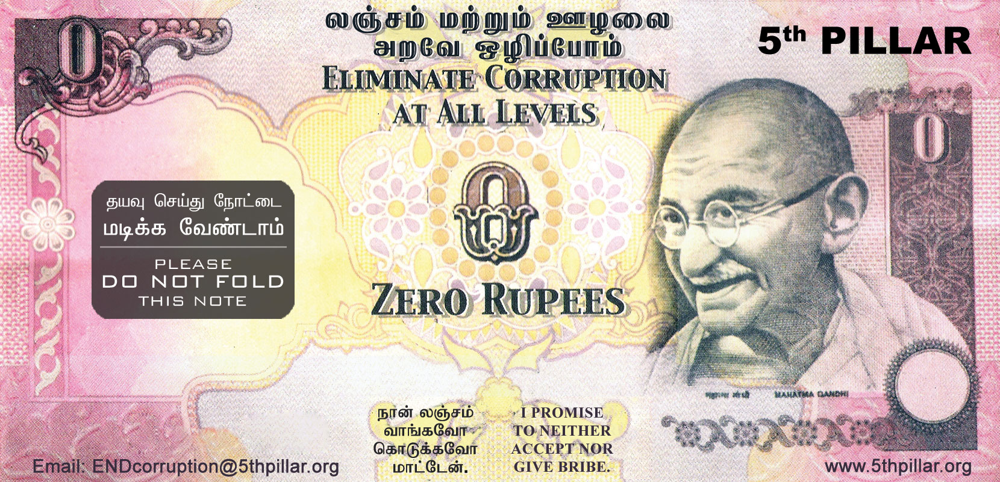 0
லஞ்சம் மற்றும் ஊழலை
அறவே ஒழிப்போம்
ELIMINATE CORRUPTION
AT ALL LEVELS
5th PILLAR
0
தயவு செய்து நோட்டை
மடிக்க வேண்டாம்
PLEASE
DO NOT FOLD
THIS NOTE
0
ZERO RUPEES
महात्मा गांधी MAHATMA GANDHI
நான் லஞ்சம்
வாங்கவோ
கொடுக்கவோ
மாட்டேன்.
I PROMISE
TO NEITHER
ACCEPT NOR
GIVE BRIBE.
Email: ENDcorruption@5thpillar.org
www.5thpillar.org